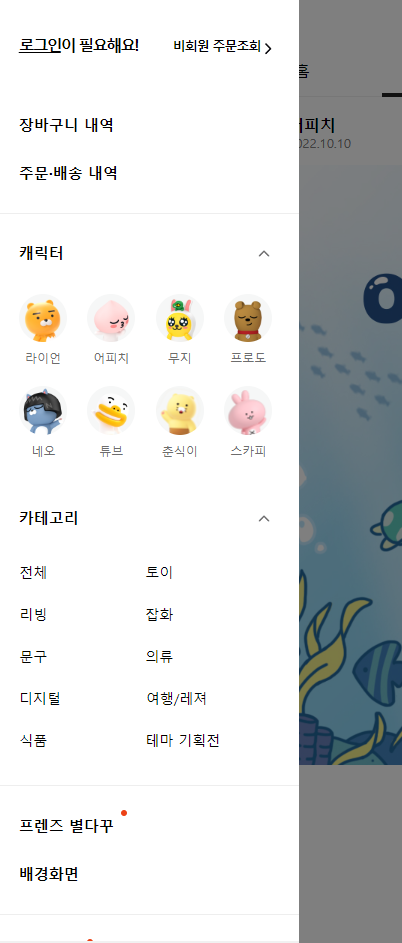 로그인이 필요해요! 비회원 주문조회
홈
장바구니 내역
어피치
2022.10.10
주문·배송 내역
캐릭터
라이언 어피치 무지 프로도
네오 튜브 춘식이 스카피
카테고리
전체 토이
리빙 잡화
문구 의류
디지털 여행/레져
식품 테마 기획전
프렌즈 별다꾸
배경화면